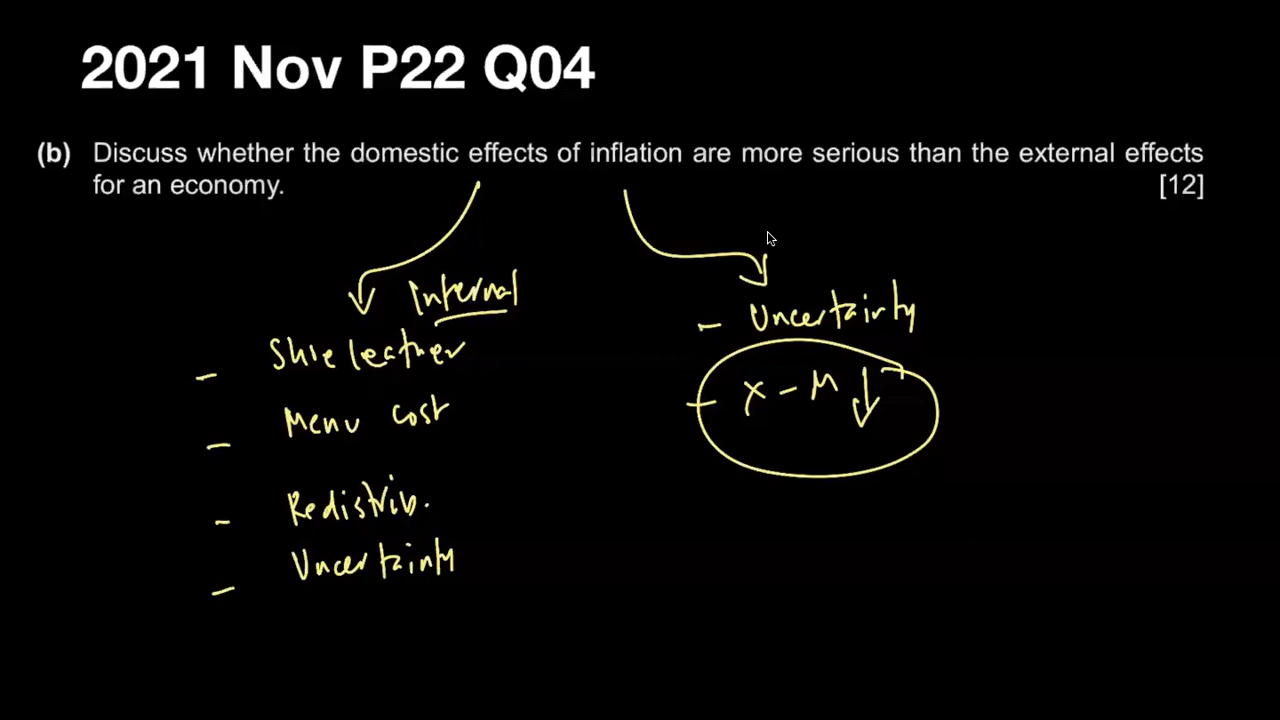 2021 Nov P22 Q04
(b) Discuss whether the domestic effects of inflation are more serious than the external effects
for an economy. [12]
Internal
- Shoe leather
- Menu cost
- Redistrib.
- Uncertainty
- Uncertainty
- X - M ↓